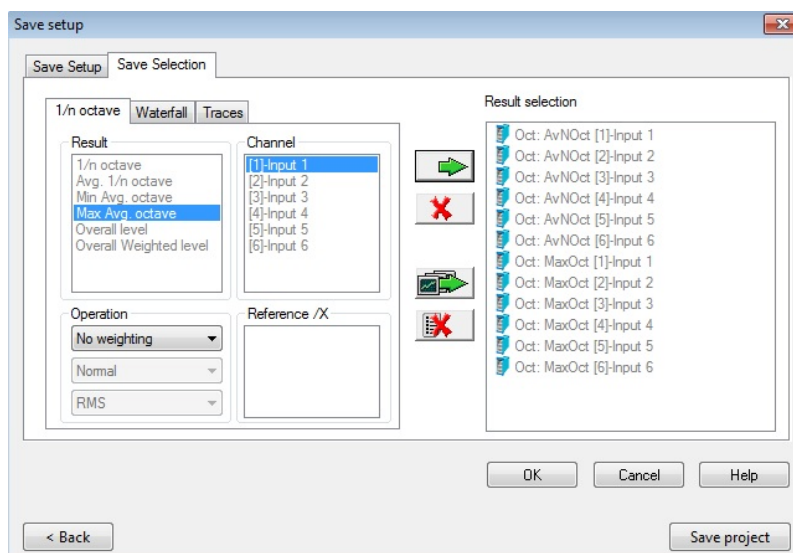 Save setup
Save Setup
Save Selection
1/n octave
Waterfall
Traces
Result
1/n octave
Avg. 1/n octave
Min Avg. octave
Max Avg. octave
Overall level
Overall Weighted level
Channel
[1]-Input 1
[2]-Input 2
[3]-Input 3
[4]-Input 4
[5]-Input 5
[6]-Input 6
Operation
No weighting
Normal
RMS
Reference /X
Result selection
Oct: AvNOct [1]-Input 1
Oct: AvNOct [2]-Input 2
Oct: AvNOct [3]-Input 3
Oct: AvNOct [4]-Input 4
Oct: AvNOct [5]-Input 5
Oct: AvNOct [6]-Input 6
Oct: MaxOct [1]-Input 1
Oct: MaxOct [2]-Input 2
Oct: MaxOct [3]-Input 3
Oct: MaxOct [4]-Input 4
Oct: MaxOct [5]-Input 5
Oct: MaxOct [6]-Input 6
OK
Cancel
Help
< Back
Save project